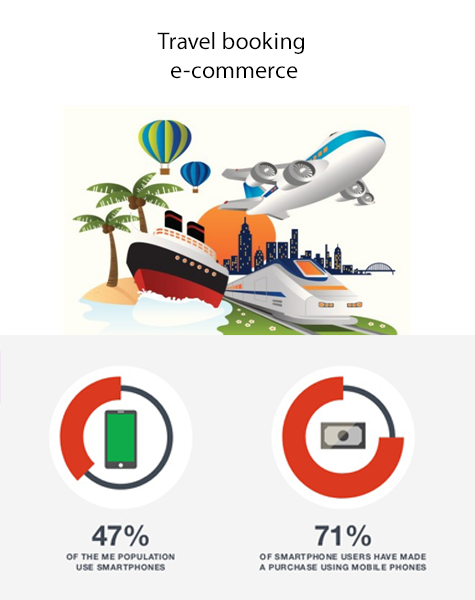 Travel booking
e-commerce
47%
OF THE ME POPULATION
USE SMARTPHONES
71%
OF SMARTPHONE USERS HAVE MADE
A PURCHASE USING MOBILE PHONES